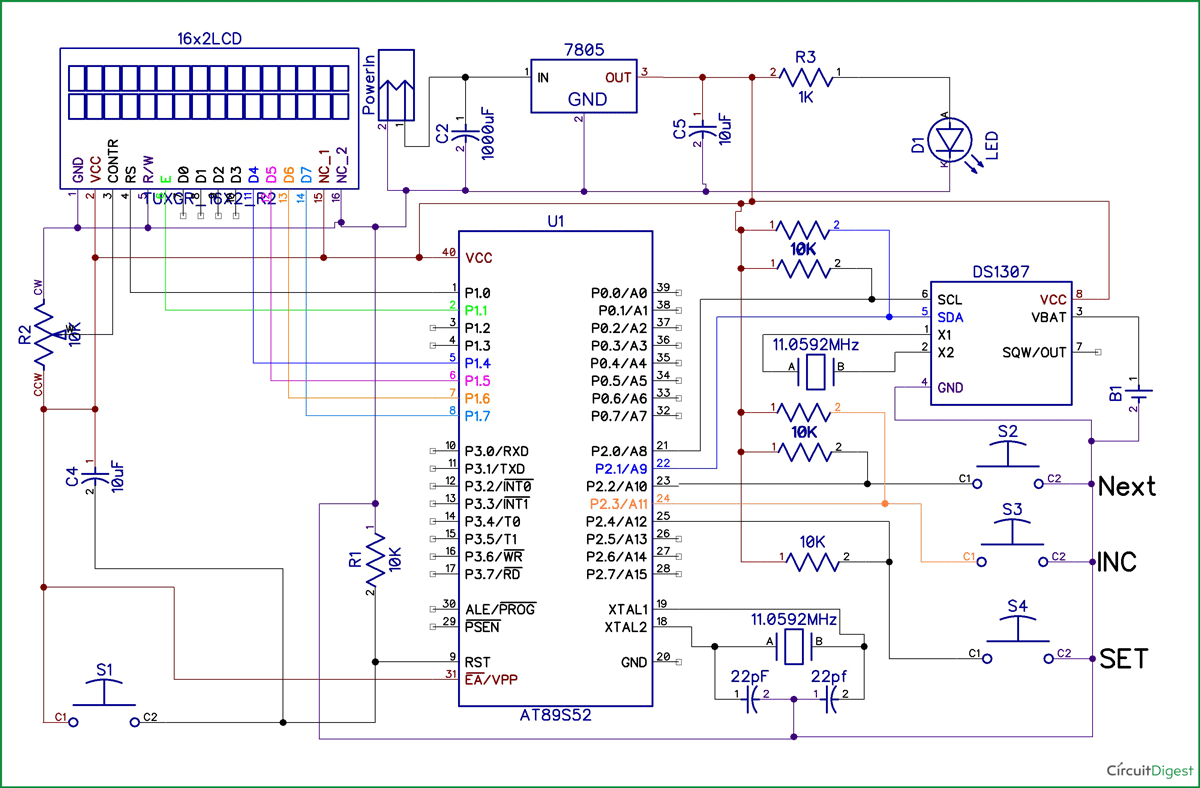 16x2LCD
PowerIn
2
1
GND
VCC
CONTR
RS
R/W
E
D0
D1
D2
D3
D4
D5
D6
D7
NC_1
NC_2
1
2
3
4
5
6
7
8
9
10
11
12
13
14
15
16
TUXGR_16X2_R2
7805
1 IN OUT 3
GND
2
C2 1000uF
1
2
C5 10uF
1
2
R3
2 1
1K
D1 LED
A
K
R2 10K
CW
CCW
C4 10uF
1
2
R1 10K
1
2
S1
C1 C2
U1
40 VCC
1 P1.0
2 P1.1
3 P1.2
4 P1.3
5 P1.4
6 P1.5
7 P1.6
8 P1.7
10 P3.0/RXD
11 P3.1/TXD
12 P3.2/INT0
13 P3.3/INT1
14 P3.4/T0
15 P3.5/T1
16 P3.6/WR
17 P3.7/RD
30 ALE/PROG
29 PSEN
9 RST
31 EA/VPP
P0.0/A0 39
P0.1/A1 38
P0.2/A2 37
P0.3/A3 36
P0.4/A4 35
P0.5/A5 34
P0.6/A6 33
P0.7/A7 32
P2.0/A8 21
P2.1/A9 22
P2.2/A10 23
P2.3/A11 24
P2.4/A12 25
P2.5/A13 26
P2.6/A14 27
P2.7/A15 28
XTAL1 19
XTAL2 18
GND 20
AT89S52
1 2
10K
1 2
11.0592MHz
A B
1 2
10K
1 2
10K
1 2
11.0592MHz
A B
22pF 22pf
1 2 1 2
DS1307
6 SCL VCC 8
5 SDA VBAT 3
1 X1
2 X2 SQW/OUT 7
4 GND
B1
1
2
S2
C1 C2 Next
S3
C1 C2 INC
S4
C1 C2 SET
CircuitDigest